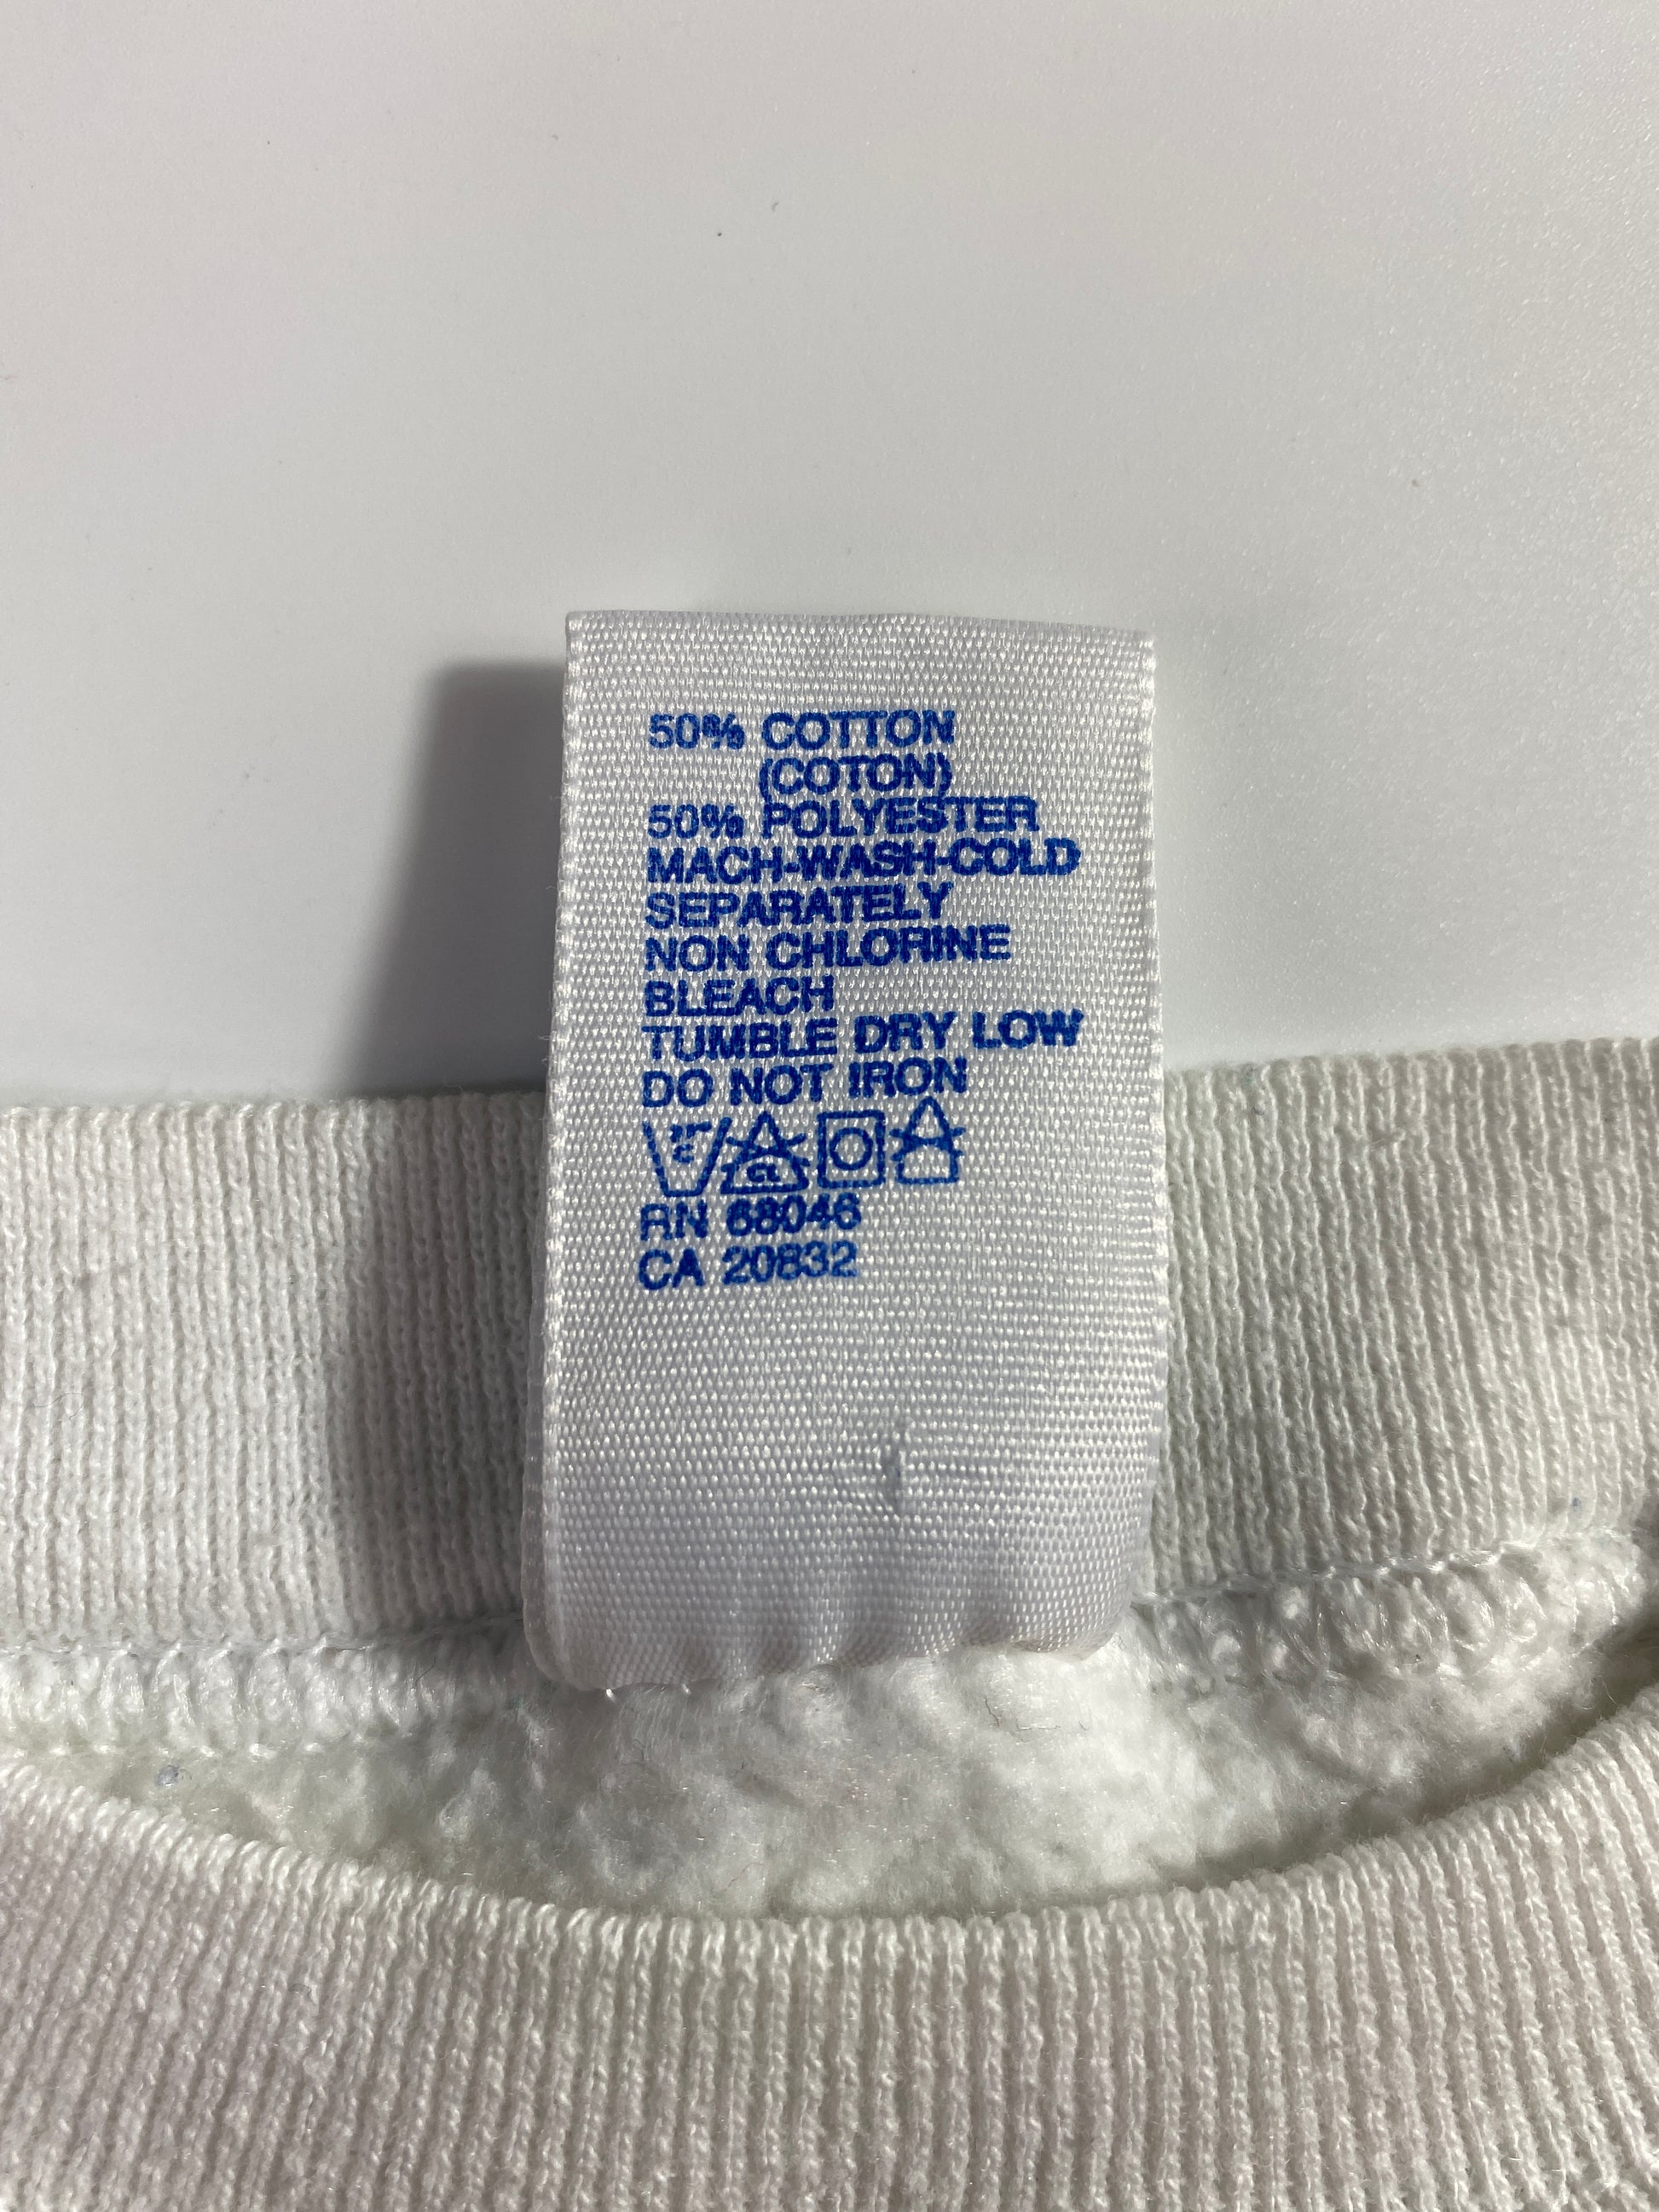 50% COTTON
(COTON)
50% POLYESTER
MACH-WASH-COLD
SEPARATELY
NON CHLORINE
BLEACH
TUMBLE DRY LOW
DO NOT IRON
CL
RN 68046
CA 20832